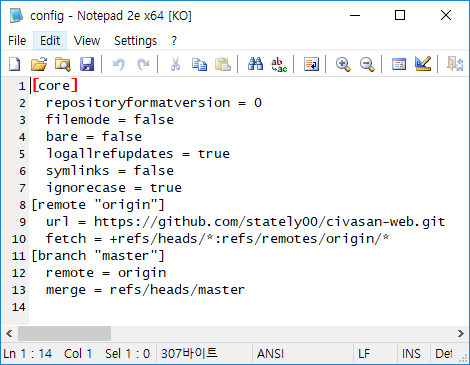 config - Notepad 2e x64 [KO]
File Edit View Settings ?
1 [core]
2 repositoryformatversion = 0
3 filemode = false
4 bare = false
5 logallrefupdates = true
6 symlinks = false
7 ignorecase = true
8 [remote "origin"]
9 url = https://github.com/stately00/civasan-web.git
10 fetch = +refs/heads/*:refs/remotes/origin/*
11 [branch "master"]
12 remote = origin
13 merge = refs/heads/master
14
Ln 1 : 14 Col 1 Sel 1 : 0 307바이트 ANSI LF INS Def